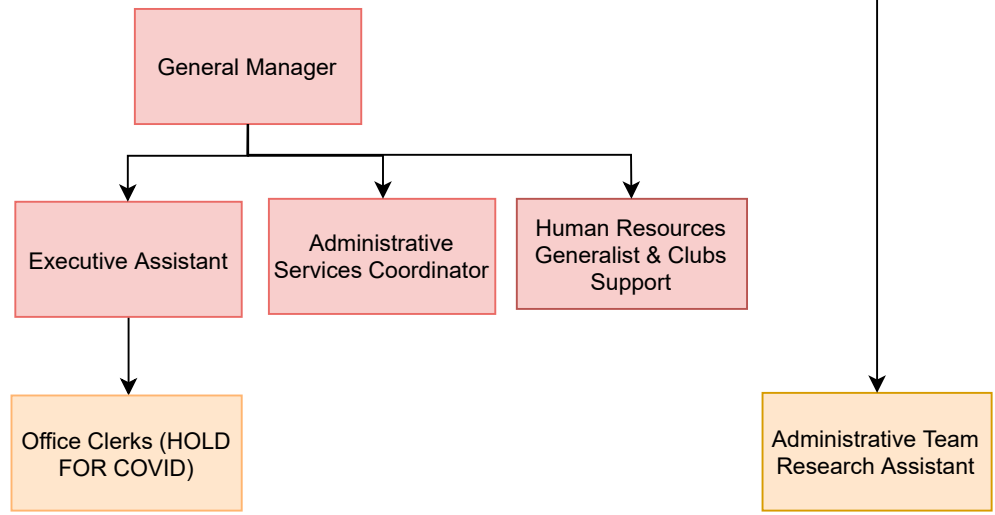 General Manager
Executive Assistant
Administrative
Services Coordinator
Human Resources
Generalist & Clubs
Support
Office Clerks (HOLD
FOR COVID)
Administrative Team
Research Assistant